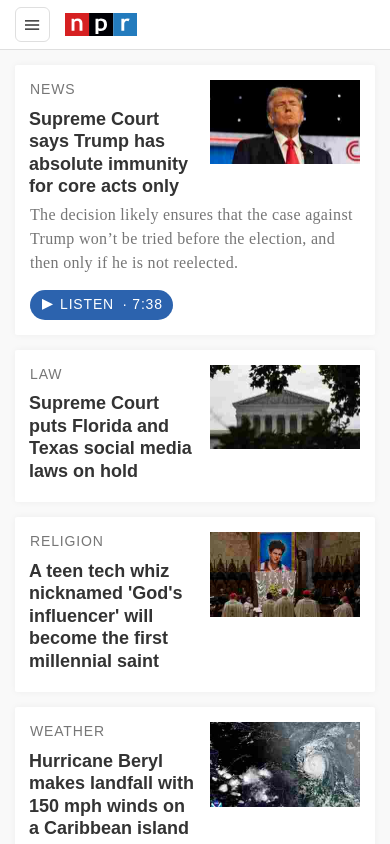 npr
NEWS
Supreme Court
says Trump has
absolute immunity
for core acts only
The decision likely ensures that the case against
Trump won’t be tried before the election, and
then only if he is not reelected.
LISTEN · 7:38
LAW
Supreme Court
puts Florida and
Texas social media
laws on hold
RELIGION
A teen tech whiz
nicknamed 'God's
influencer' will
become the first
millennial saint
WEATHER
Hurricane Beryl
makes landfall with
150 mph winds on
a Caribbean island